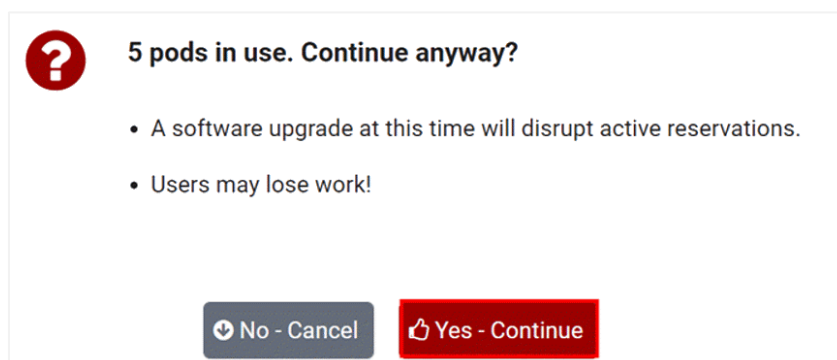 5 pods in use. Continue anyway?
• A software upgrade at this time will disrupt active reservations.
• Users may lose work!
No - Cancel
Yes - Continue